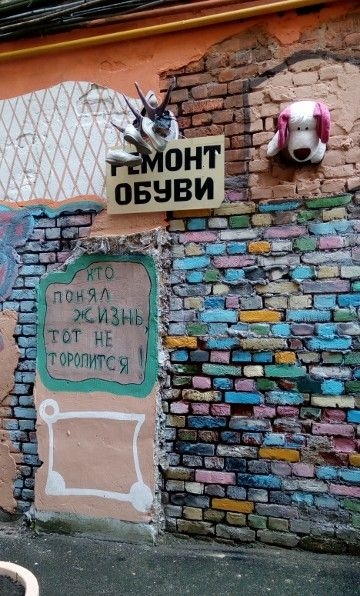 РЕМОНТ
ОБУВИ
КТО
ПОНЯЛ
ЖИЗНЬ,
ТОТ НЕ
ТОРОПИТСЯ!